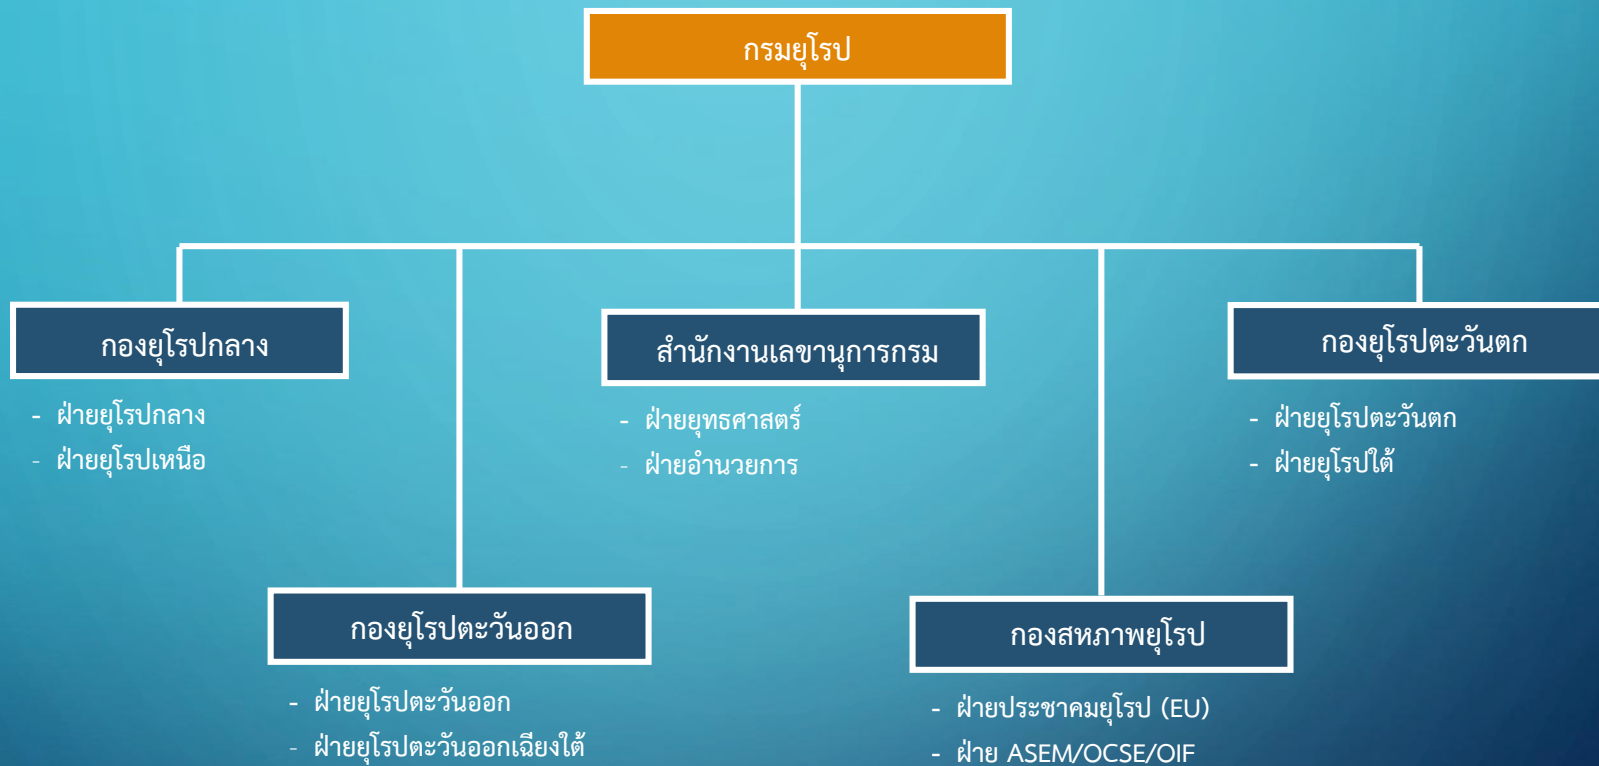 กรมยุโรป
กองยุโรปกลาง
- ฝ่ายยุโรปกลาง
- ฝ่ายยุโรปเหนือ
สำนักงานเลขานุการกรม
- ฝ่ายยุทธศาสตร์
- ฝ่ายอำนวยการ
กองยุโรปตะวันตก
- ฝ่ายยุโรปตะวันตก
- ฝ่ายยุโรปใต้
กองยุโรปตะวันออก
- ฝ่ายยุโรปตะวันออก
- ฝ่ายยุโรปตะวันออกเฉียงใต้
กองสหภาพยุโรป
- ฝ่ายประชาคมยุโรป (EU)
- ฝ่าย ASEM/OCSE/OIF